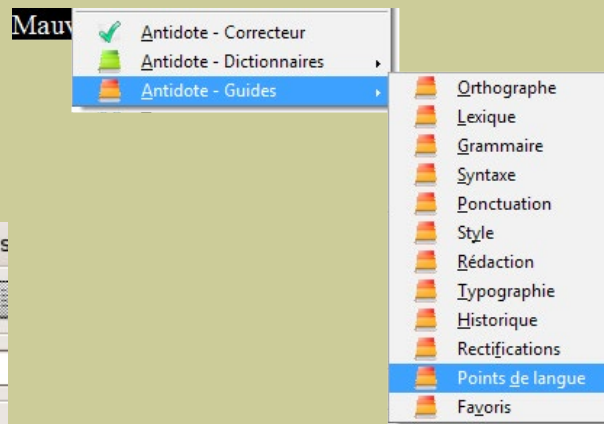 Mauv
Antidote - Correcteur
Antidote - Dictionnaires
Antidote - Guides
Orthographe
Lexique
Grammaire
Syntaxe
Ponctuation
Style
Rédaction
Typographie
Historique
Rectifications
Points de langue
Favoris